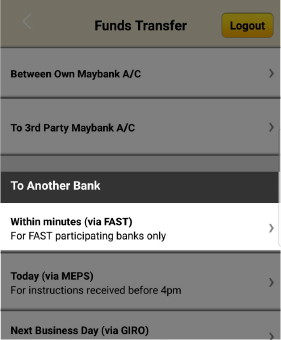 Funds Transfer
Logout
Between Own Maybank A/C
To 3rd Party Maybank A/C
To Another Bank
Within minutes (via FAST)
For FAST participating banks only
Today (via MEPS)
For instructions received before 4pm
Next Business Day (via GIRO)